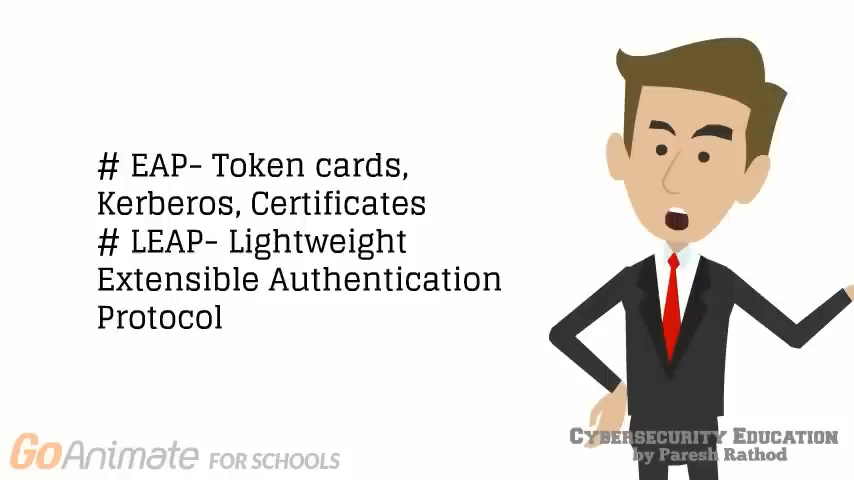 # EAP- Token cards,
Kerberos, Certificates
# LEAP- Lightweight
Extensible Authentication
Protocol
GoAnimate FOR SCHOOLS
Cybersecurity Education
by Paresh Rathod